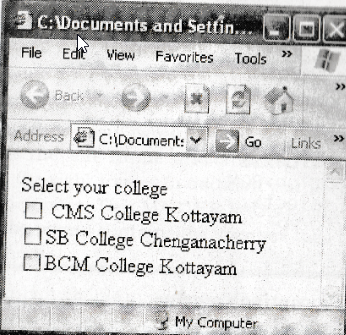 C:\Documents and Settin...
File Edit View Favorites Tools »
Back »
Address C:\Document: Go Links »
Select your college
CMS College Kottayam
SB College Chenganacherry
BCM College Kottayam
My Computer